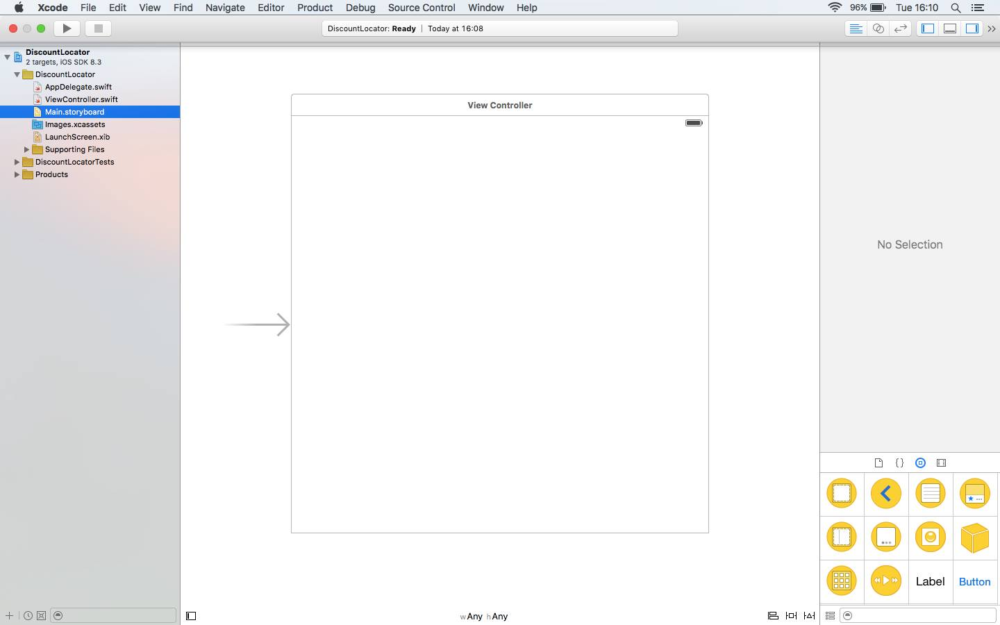 Xcode File Edit View Find Navigate Editor Product Debug Source Control Window Help 96% Tue 16:10
DiscountLocator: Ready | Today at 16:08
DiscountLocator
2 targets, iOS SDK 8.3
DiscountLocator
AppDelegate.swift
ViewController.swift
Main.storyboard
Images.xcassets
LaunchScreen.xib
Supporting Files
DiscountLocatorTests
Products
View Controller
No Selection
Label Button
wAny hAny